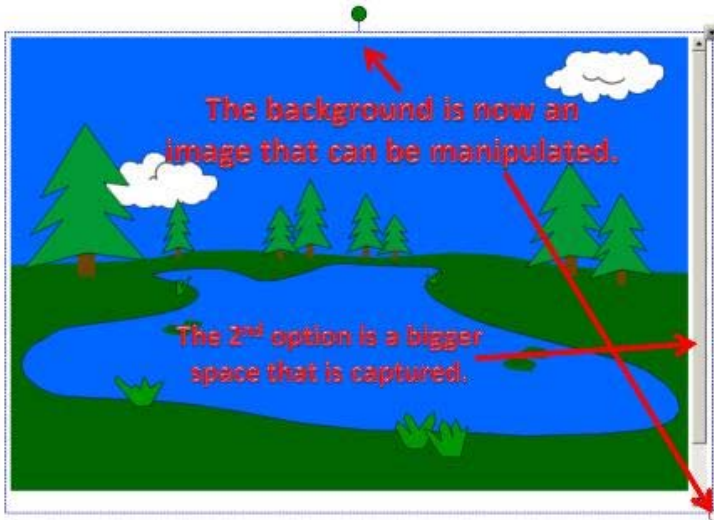 The background is now an
image that can be manipulated.
The 2nd option is a bigger
space that is captured.